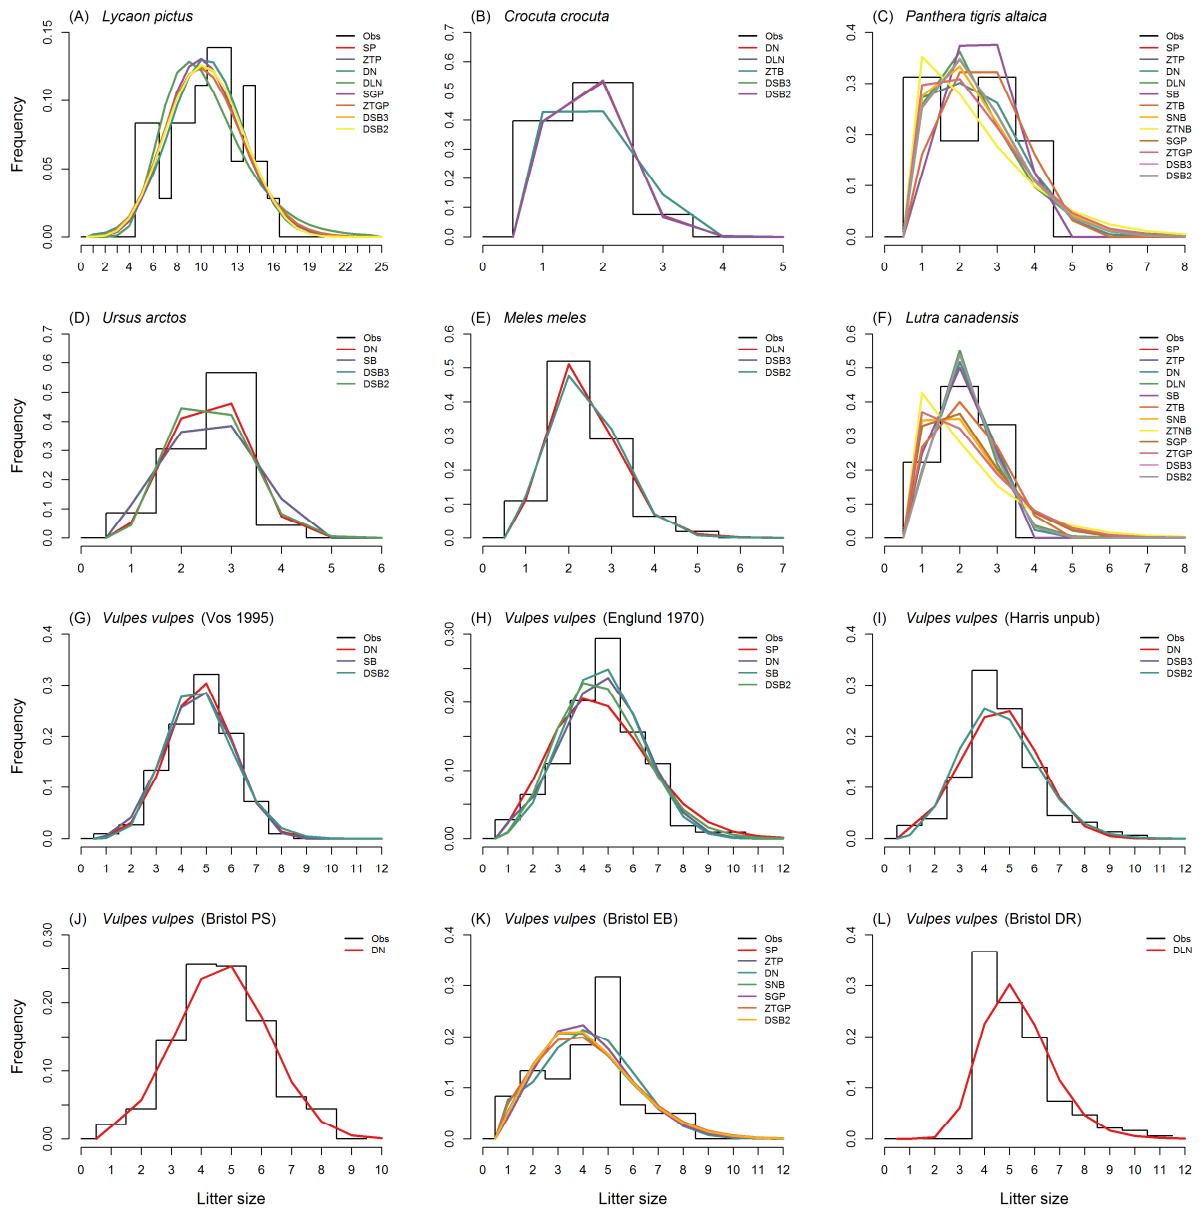 (A) Lycaon pictus
Frequency
0.00 0.05 0.10 0.15
0 2 4 6 8 10 13 16 19 22 25
Obs
SP
ZTP
DN
DLN
SGP
ZTGP
DSB3
DSB2
(B) Crocuta crocuta
0.0 0.1 0.2 0.3 0.4 0.5 0.6 0.7
0 1 2 3 4 5
Obs
DN
DLN
ZTB
DSB3
DSB2
(C) Panthera tigris altaica
0.0 0.1 0.2 0.3 0.4
0 1 2 3 4 5 6 7 8
Obs
SP
ZTP
DN
DLN
SB
ZTB
SNB
ZTNB
SGP
ZTGP
DSB3
DSB2
(D) Ursus arctos
Frequency
0.0 0.1 0.2 0.3 0.4 0.5 0.6 0.7
0 1 2 3 4 5 6
Obs
DN
SB
DSB3
DSB2
(E) Meles meles
0.0 0.1 0.2 0.3 0.4 0.5 0.6
0 1 2 3 4 5 6 7 8
Obs
DLN
DSB3
DSB2
(F) Lutra canadensis
0.0 0.1 0.2 0.3 0.4 0.5 0.6
0 1 2 3 4 5 6 7 8
Obs
SP
ZTP
DN
DLN
SB
ZTB
SNB
ZTNB
SGP
ZTGP
DSB3
DSB2
(G) Vulpes vulpes (Vos 1995)
Frequency
0.0 0.1 0.2 0.3 0.4
0 1 2 3 4 5 6 7 8 9 10 11 12
Obs
DN
SB
DSB2
(H) Vulpes vulpes (Englund 1970)
0.00 0.10 0.20 0.30
0 1 2 3 4 5 6 7 8 9 10 11 12
Obs
SP
DN
SB
DSB2
(I) Vulpes vulpes (Harris unpub)
0.0 0.1 0.2 0.3 0.4
0 1 2 3 4 5 6 7 8 9 10 11 12
Obs
DN
DSB3
DSB2
(J) Vulpes vulpes (Bristol PS)
Frequency
0.00 0.10 0.20 0.30
0 1 2 3 4 5 6 7 8 9 10
Litter size
Obs
DN
(K) Vulpes vulpes (Bristol EB)
0.0 0.1 0.2 0.3 0.4
0 1 2 3 4 5 6 7 8 9 10 11 12
Litter size
Obs
SP
ZTP
DN
SNB
SGP
ZTGP
DSB2
(L) Vulpes vulpes (Bristol DR)
0.0 0.1 0.2 0.3 0.4
0 1 2 3 4 5 6 7 8 9 10 12
Litter size
Obs
DLN